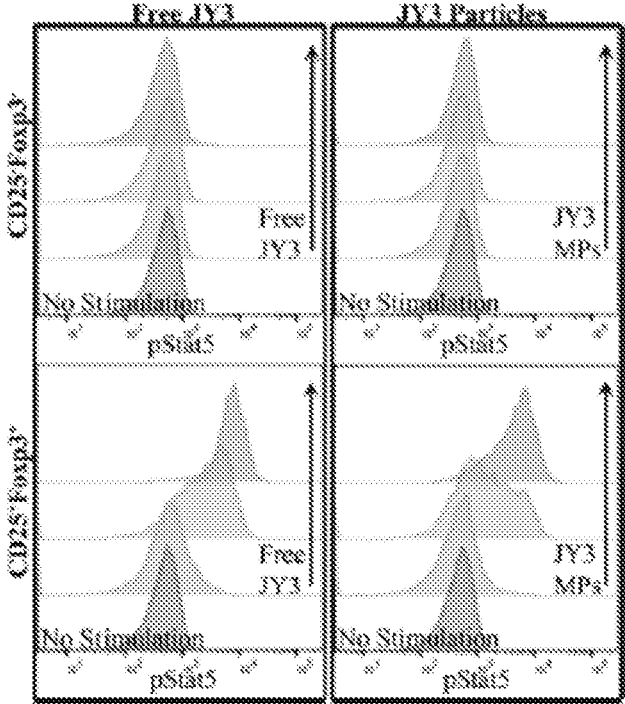 Free JY3
JY3 Particles
CD25⁻Foxp3⁻
Free
JY3
No Stimulation
pStat5
JY3
MPs
No Stimulation
pStat5
CD25⁺Foxp3⁺
Free
JY3
No Stimulation
pStat5
JY3
MPs
No Stimulation
pStat5